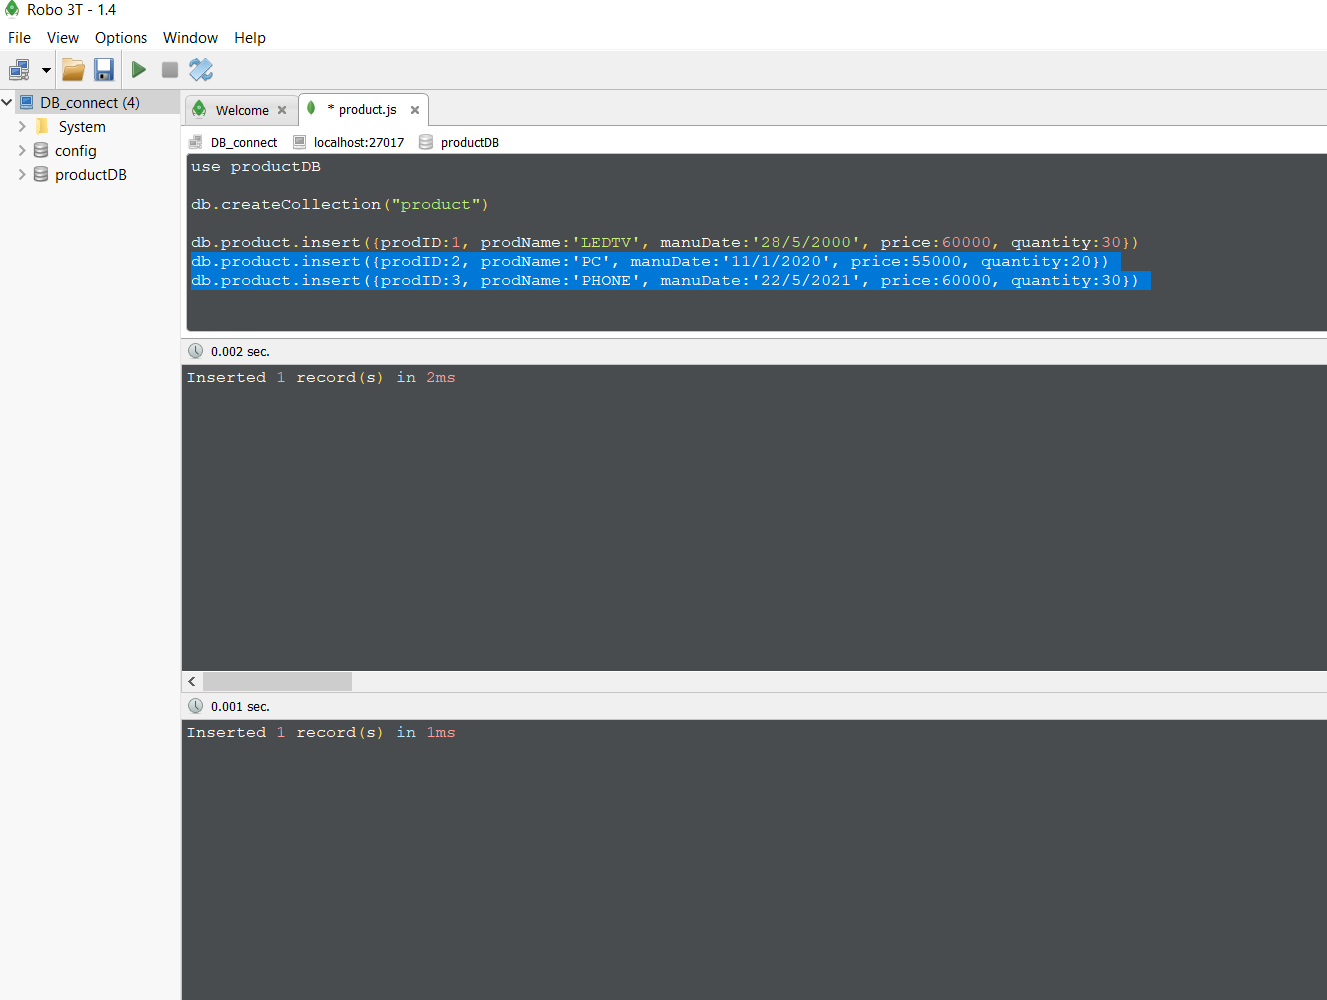 Robo 3T - 1.4
File View Options Window Help
DB_connect (4)
System
config
productDB
Welcome
* product.js
DB_connect localhost:27017 productDB
use productDB
db.createCollection("product")
db.product.insert({prodID:1, prodName:'LEDTV', manuDate:'28/5/2000', price:60000, quantity:30})
db.product.insert({prodID:2, prodName:'PC', manuDate:'11/1/2020', price:55000, quantity:20})
db.product.insert({prodID:3, prodName:'PHONE', manuDate:'22/5/2021', price:60000, quantity:30})
0.002 sec.
Inserted 1 record(s) in 2ms
0.001 sec.
Inserted 1 record(s) in 1ms